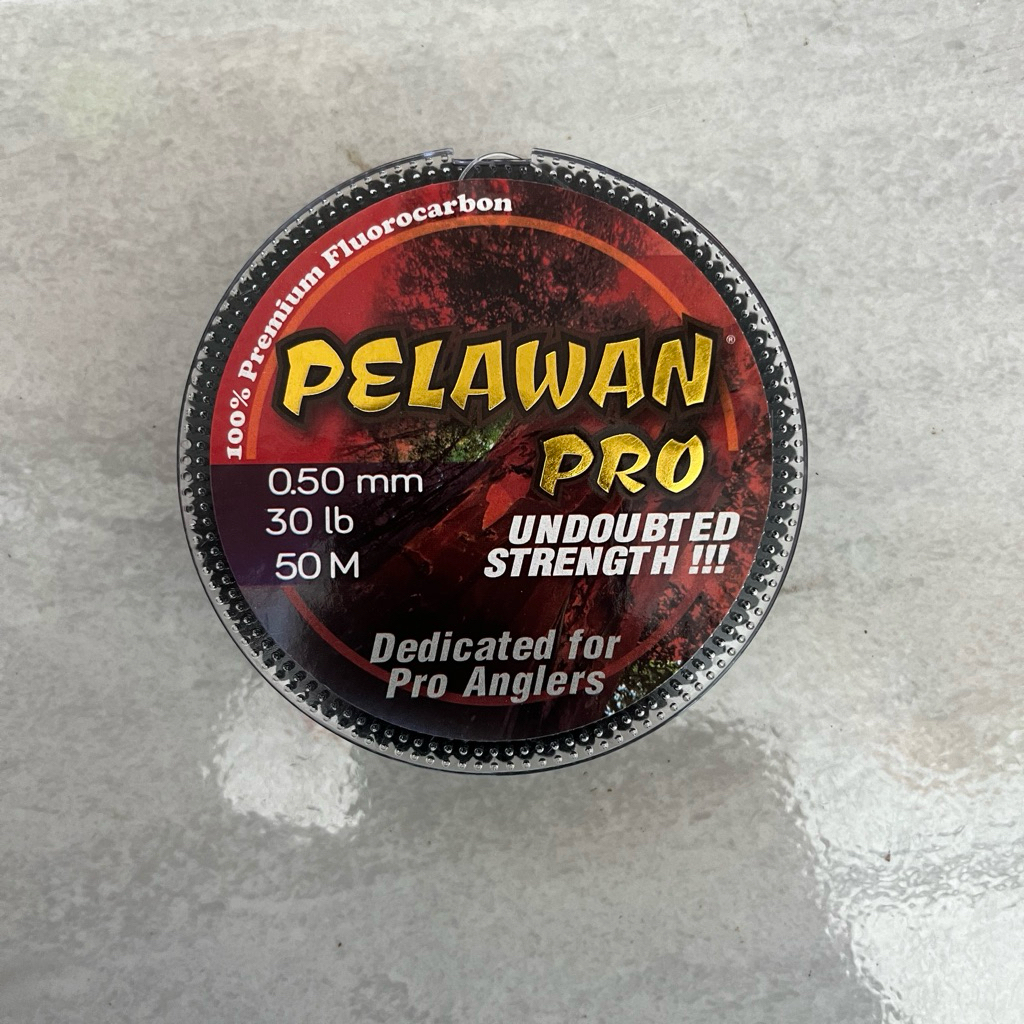 100% Premium Fluorocarbon
PELAWAN®
PRO
0.50 mm
30 lb
50 M
UNDOUBTED
STRENGTH !!!
Dedicated for
Pro Anglers